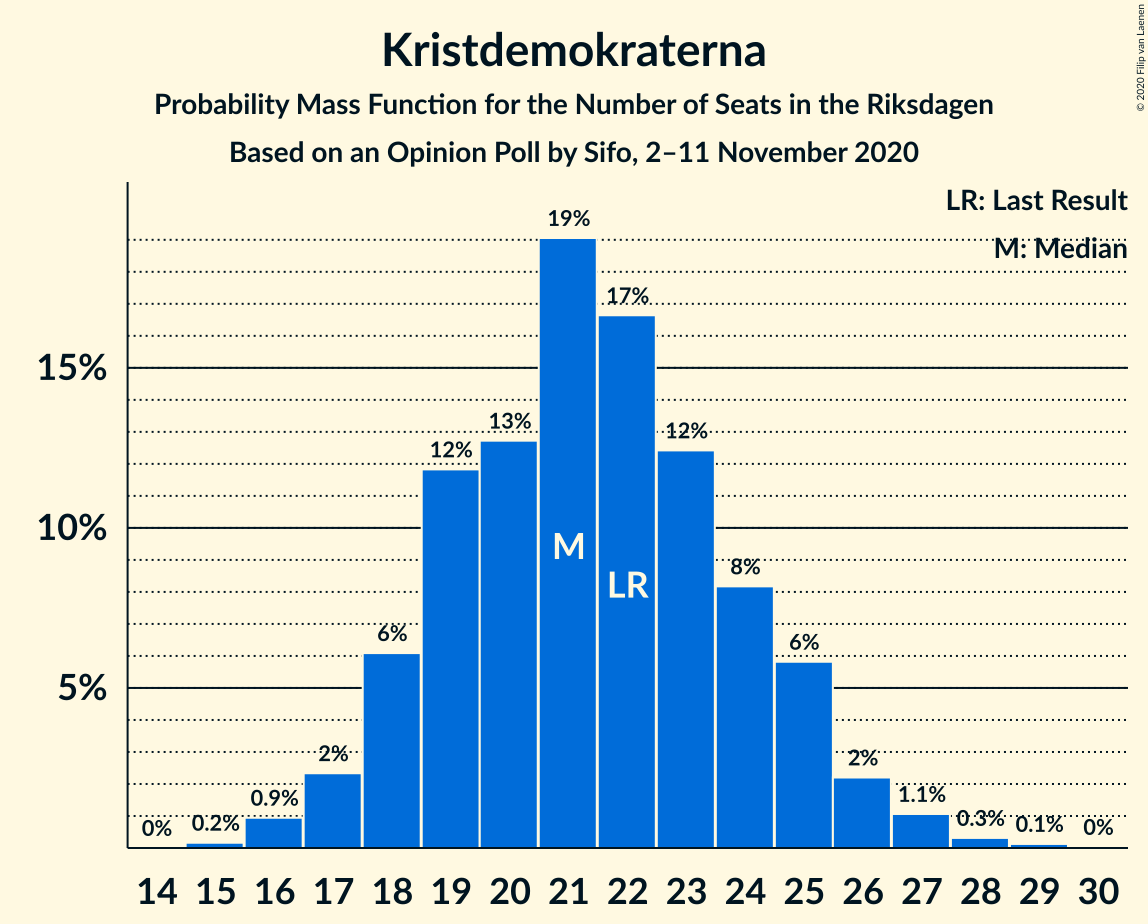 Kristdemokraterna
Probability Mass Function for the Number of Seats in the Riksdagen
Based on an Opinion Poll by Sifo, 2–11 November 2020
© 2020 Filip van Laenen
LR: Last Result
M: Median
15%
10%
5%
0%
0.2%
0.9%
2%
6%
12%
13%
19%
17%
12%
8%
6%
2%
1.1%
0.3%
0.1%
0%
M
LR
14 15 16 17 18 19 20 21 22 23 24 25 26 27 28 29 30